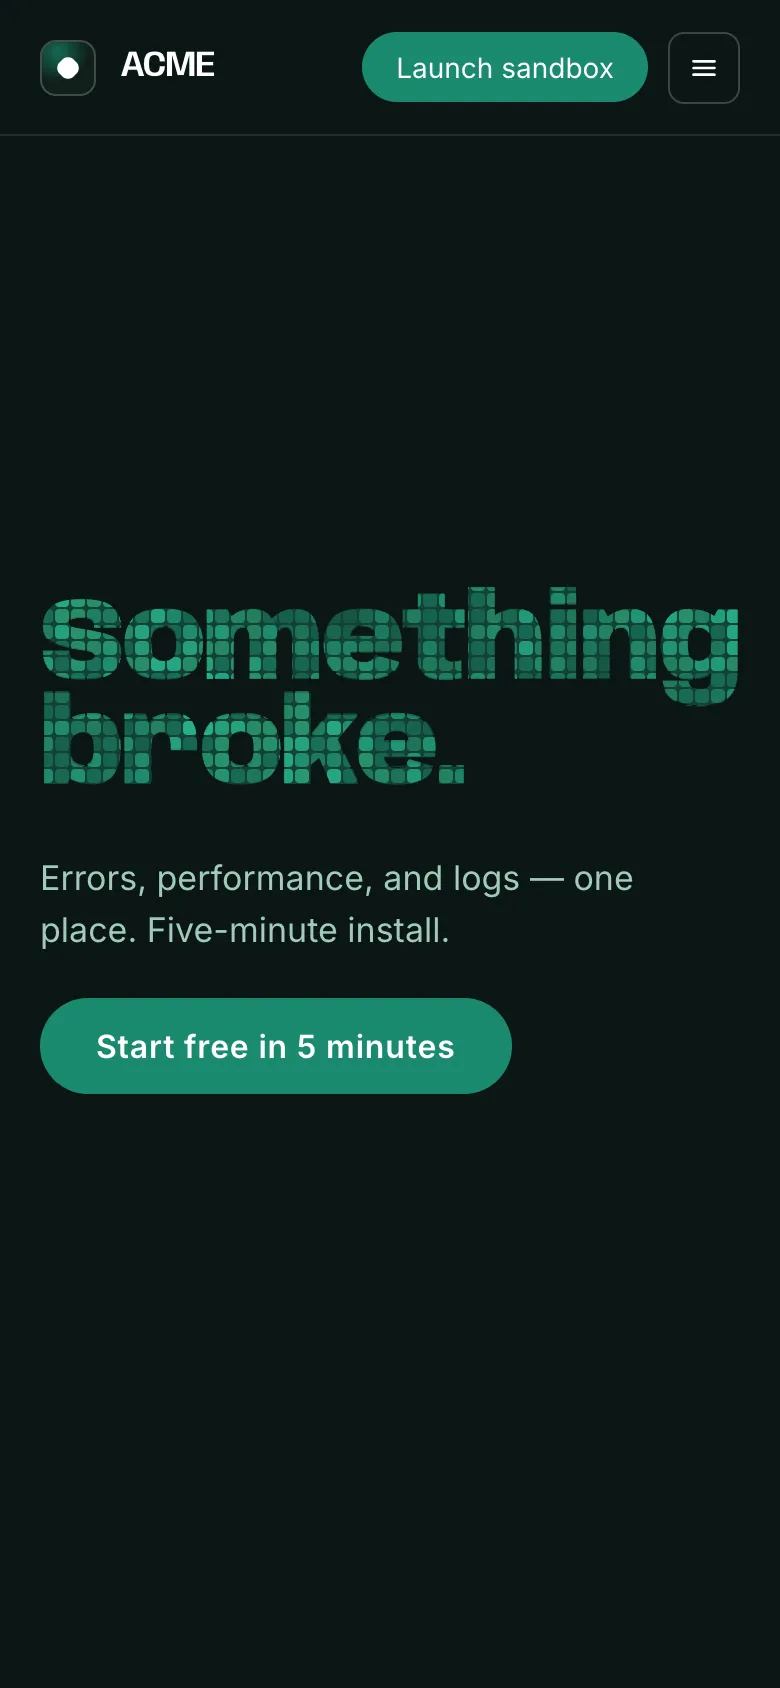 ACME
Launch sandbox
something
broke.
Errors, performance, and logs — one
place. Five-minute install.
Start free in 5 minutes